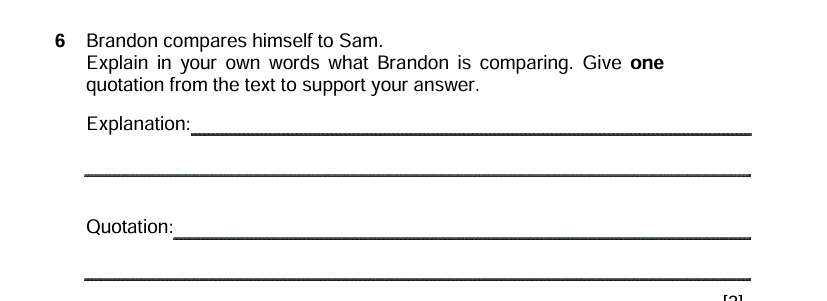 6 Brandon compares himself to Sam.
Explain in your own words what Brandon is comparing. Give one
quotation from the text to support your answer.
Explanation:
Quotation: